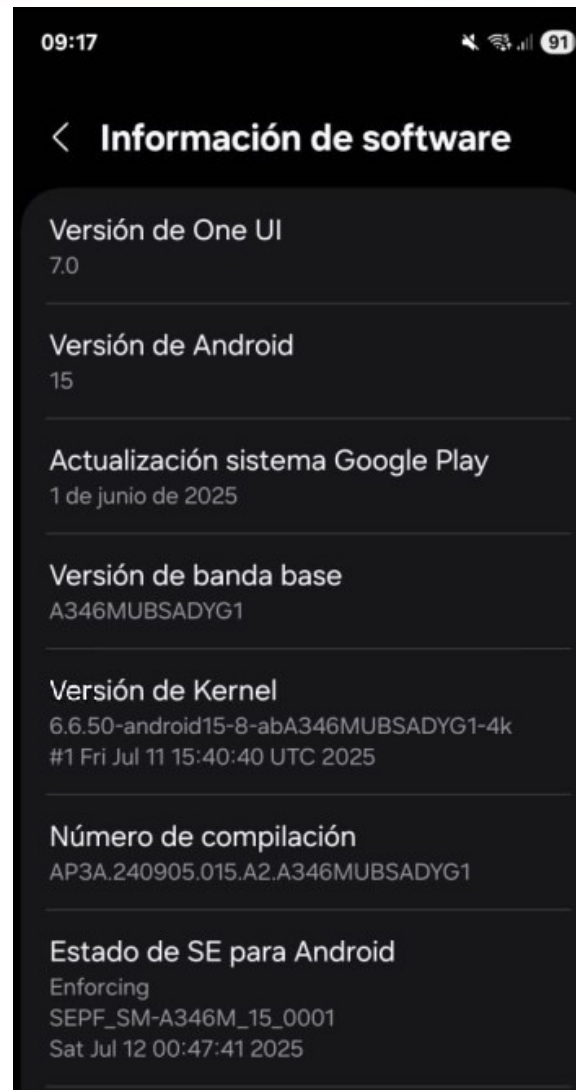 09:17
91
Información de software
Versión de One UI
7.0
Versión de Android
15
Actualización sistema Google Play
1 de junio de 2025
Versión de banda base
A346MUBSADYG1
Versión de Kernel
6.6.50-android15-8-abA346MUBSADYG1-4k
#1 Fri Jul 11 15:40:40 UTC 2025
Número de compilación
AP3A.240905.015.A2.A346MUBSADYG1
Estado de SE para Android
Enforcing
SEPF_SM-A346M_15_0001
Sat Jul 12 00:47:41 2025